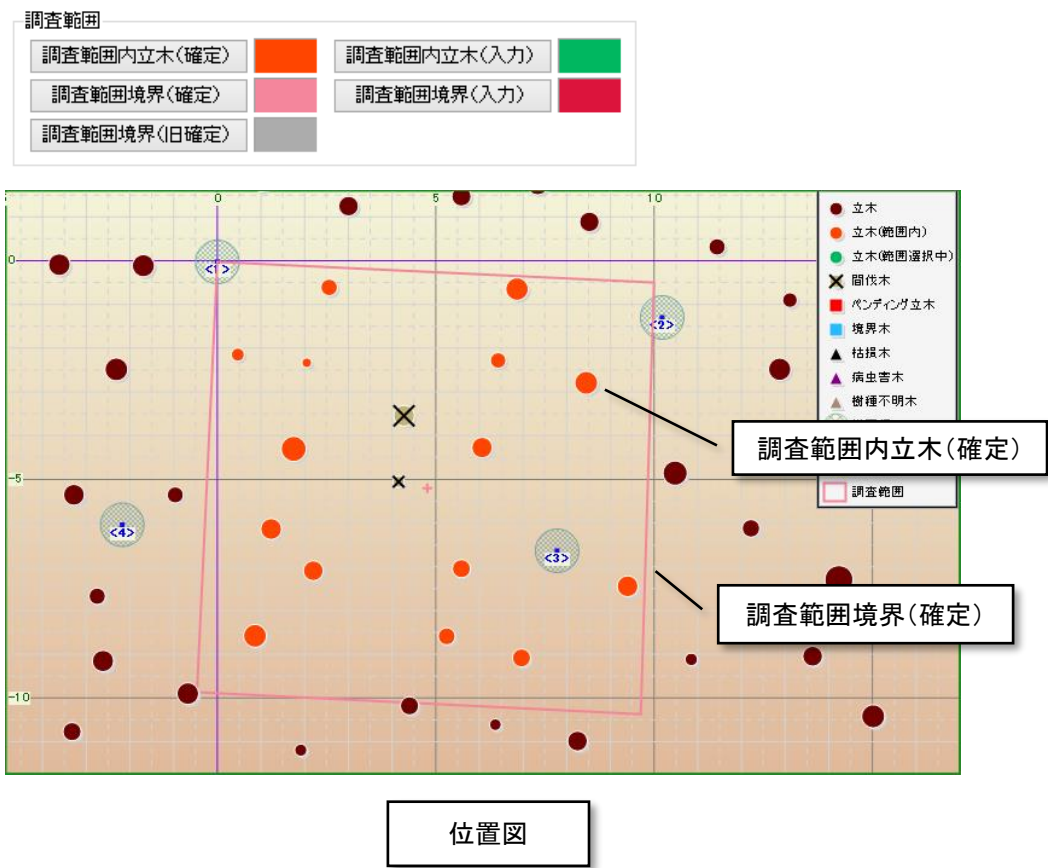 調査範囲
調査範囲内立木(確定)
調査範囲内立木(入力)
調査範囲境界(確定)
調査範囲境界(入力)
調査範囲境界(旧確定)
0
5
10
0
-5
-10
<1>
<2>
<3>
<4>
立木
立木(範囲内)
立木(範囲選択中)
間伐木
ペンディング立木
境界木
枯損木
病虫害木
樹種不明木
調査範囲
調査範囲内立木(確定)
調査範囲境界(確定)
位置図